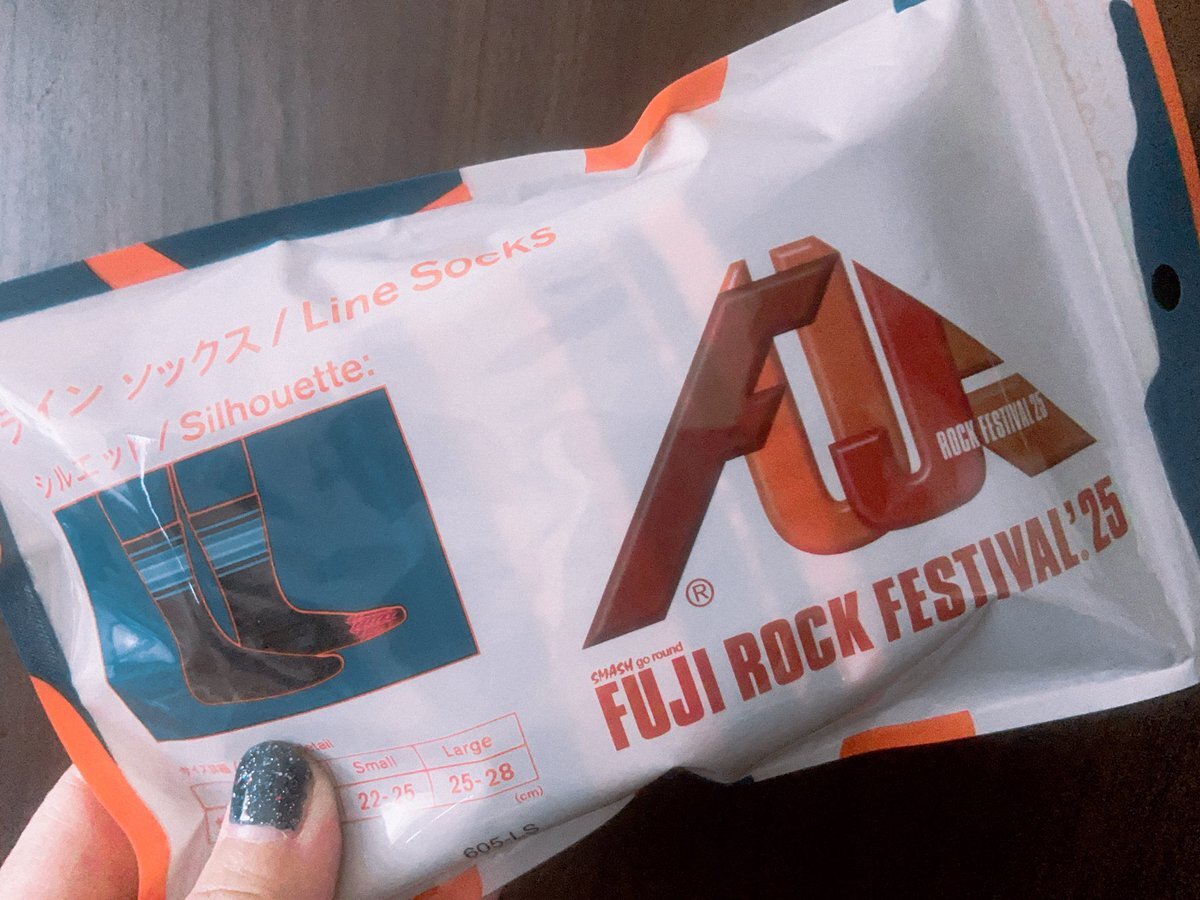 ライン ソックス / Line Socks
シルエット / Silhouette:
Small
Large
22-25
25-28
(cm)
605-LS
FUJI
ROCK FESTIVAL'25
®
SMASH go round
FUJI ROCK FESTIVAL.'25